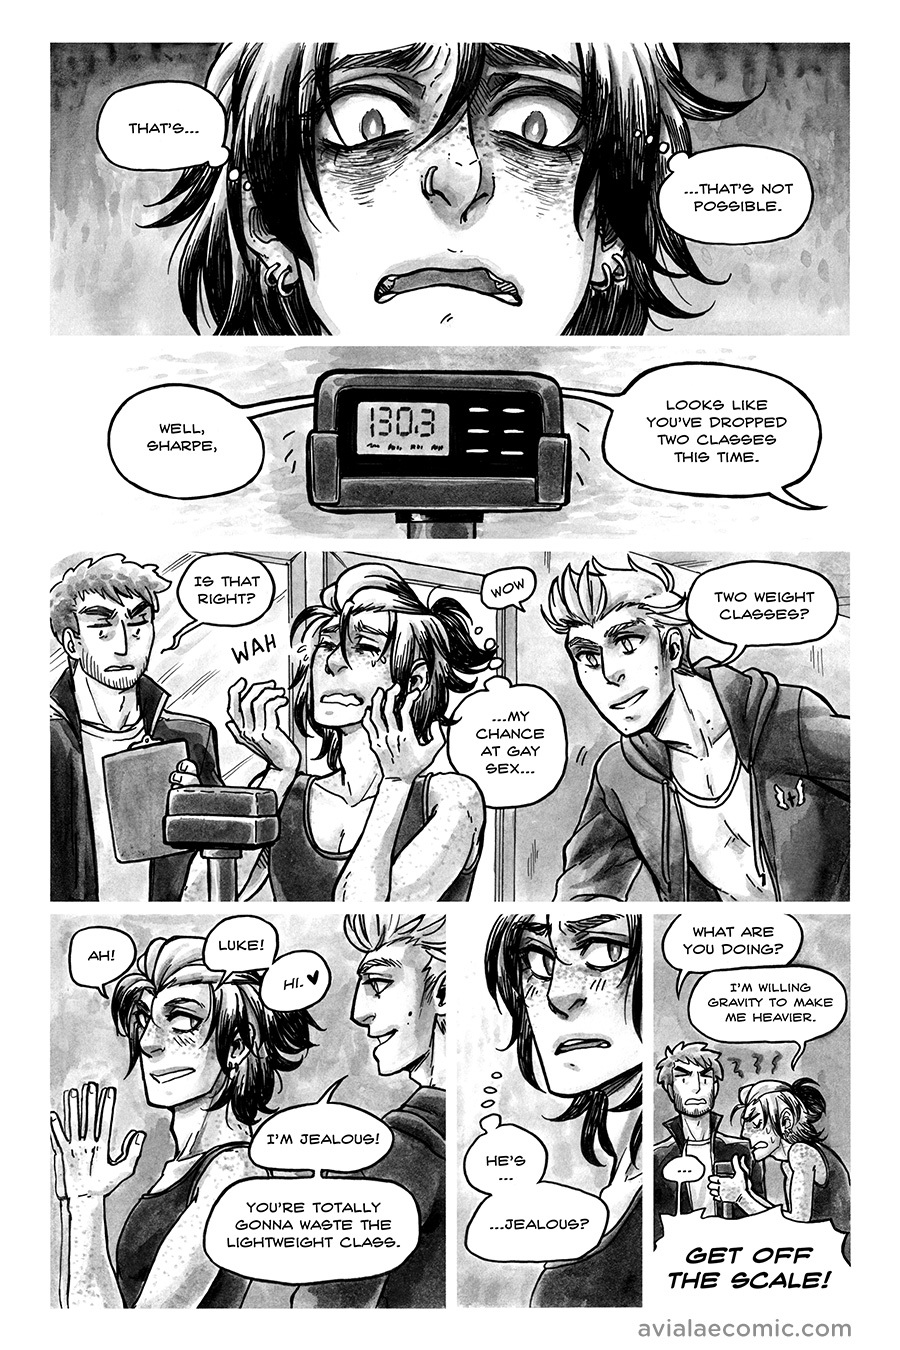 THAT'S...
...THAT'S NOT
POSSIBLE.
WELL,
SHARPE,
130.3
LOOKS LIKE
YOU'VE DROPPED
TWO CLASSES
THIS TIME.
IS THAT
RIGHT?
WAH
WOW
...MY
CHANCE
AT GAY
SEX...
TWO WEIGHT
CLASSES?
AH!
LUKE!
HI. ♥
I'M JEALOUS!
YOU'RE TOTALLY
GONNA WASTE THE
LIGHTWEIGHT CLASS.
HE'S
...
...JEALOUS?
WHAT ARE
YOU DOING?
I'M WILLING
GRAVITY TO MAKE
ME HEAVIER.
...
GET OFF
THE SCALE!
avialaecomic.com